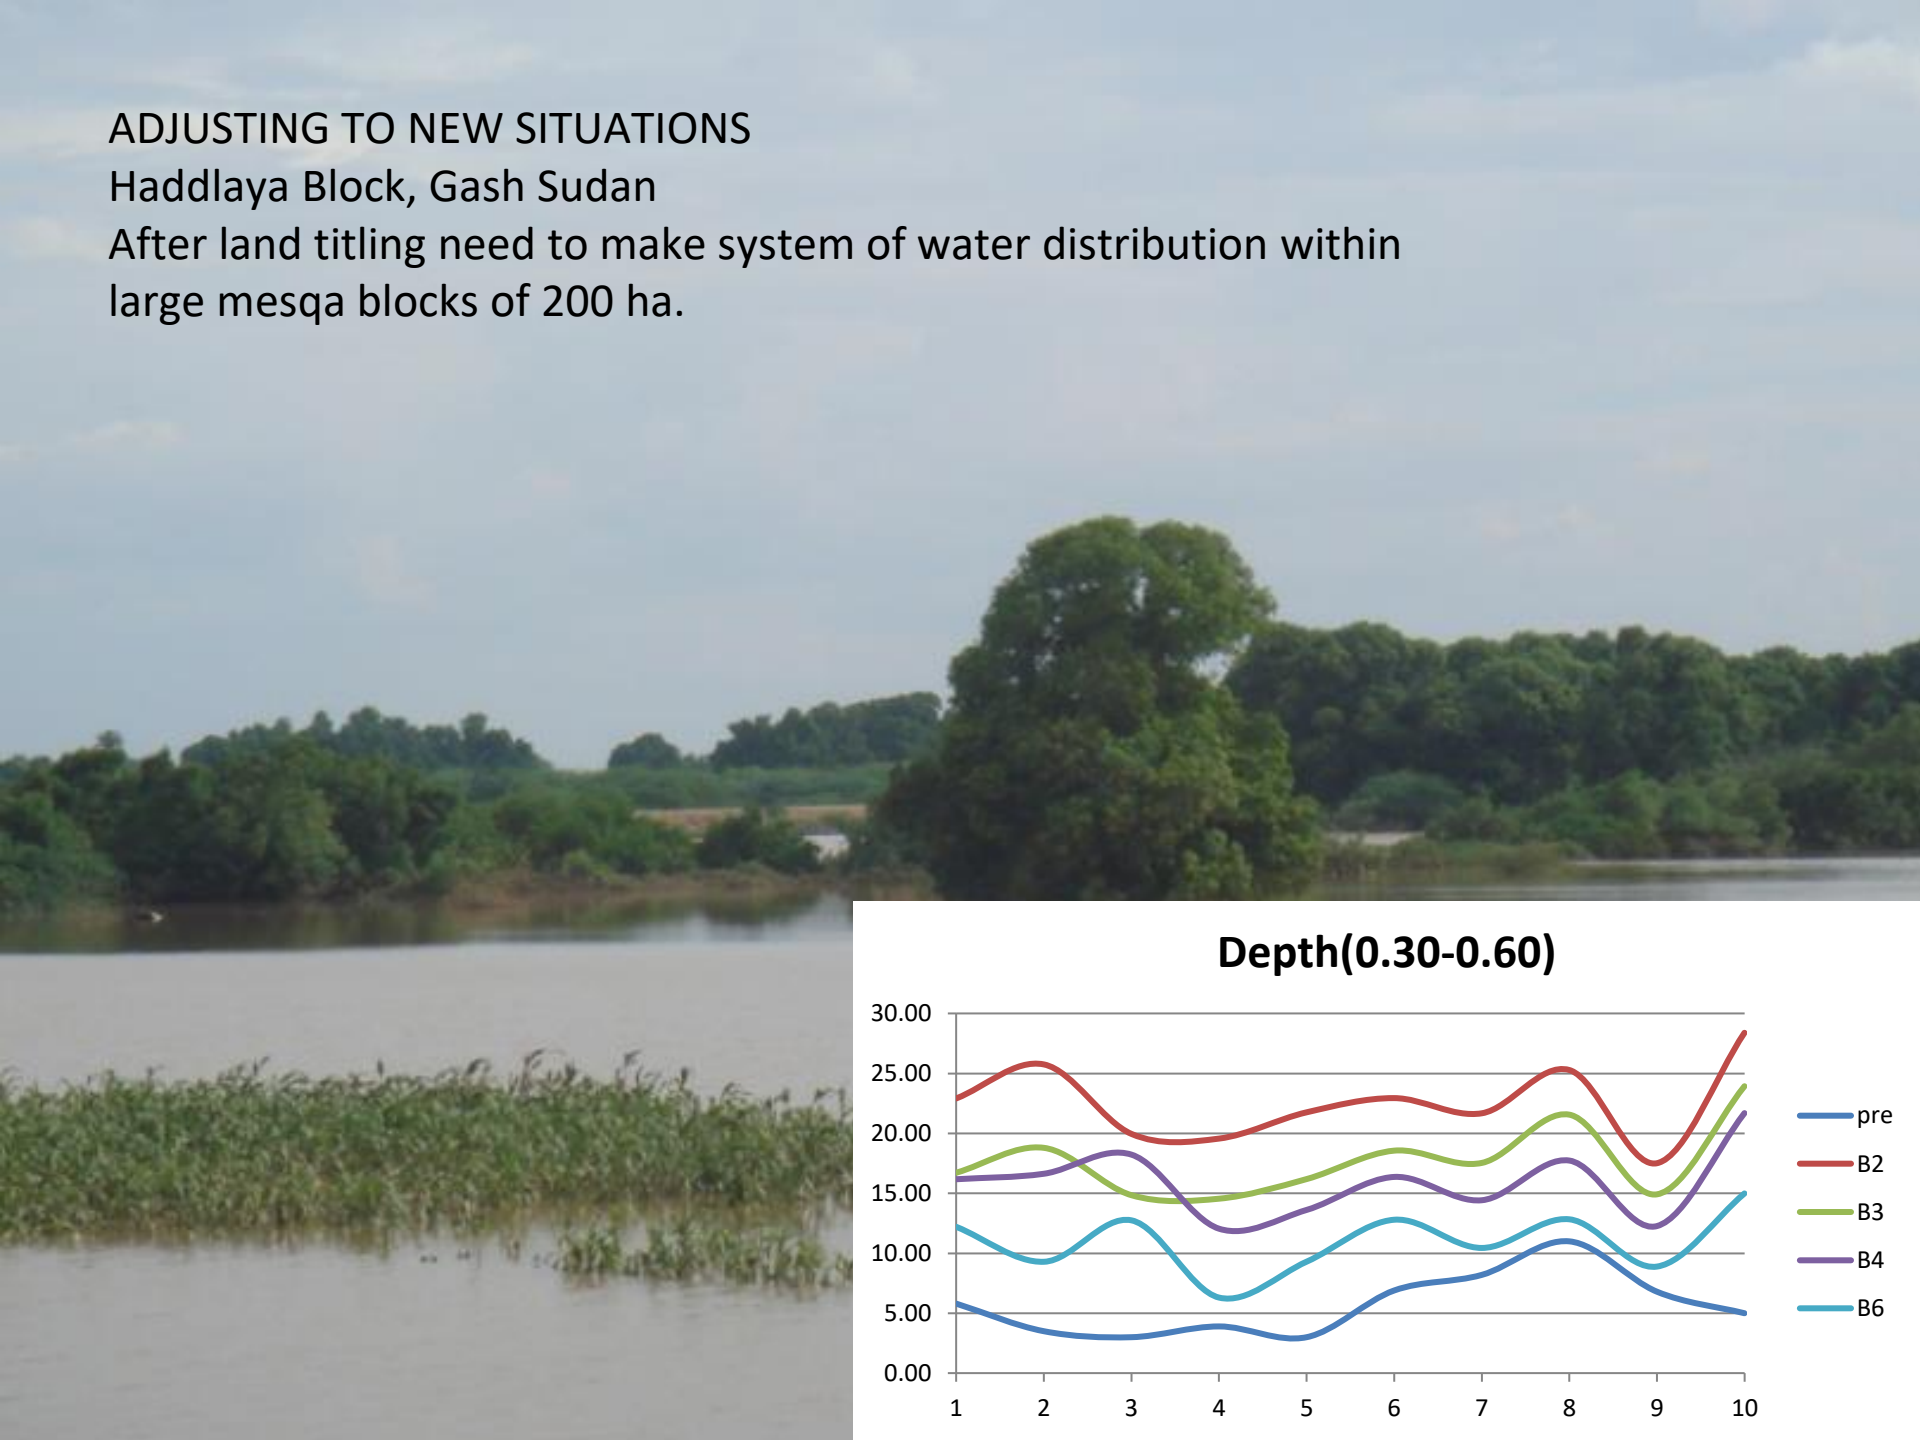 ADJUSTING TO NEW SITUATIONS
Haddlaya Block, Gash Sudan
After land titling need to make system of water distribution within
large mesqa blocks of 200 ha.
Depth(0.30-0.60)
30.00
25.00
20.00
15.00
10.00
5.00
0.00
1 2 3 4 5 6 7 8 9 10
pre
B2
B3
B4
B6